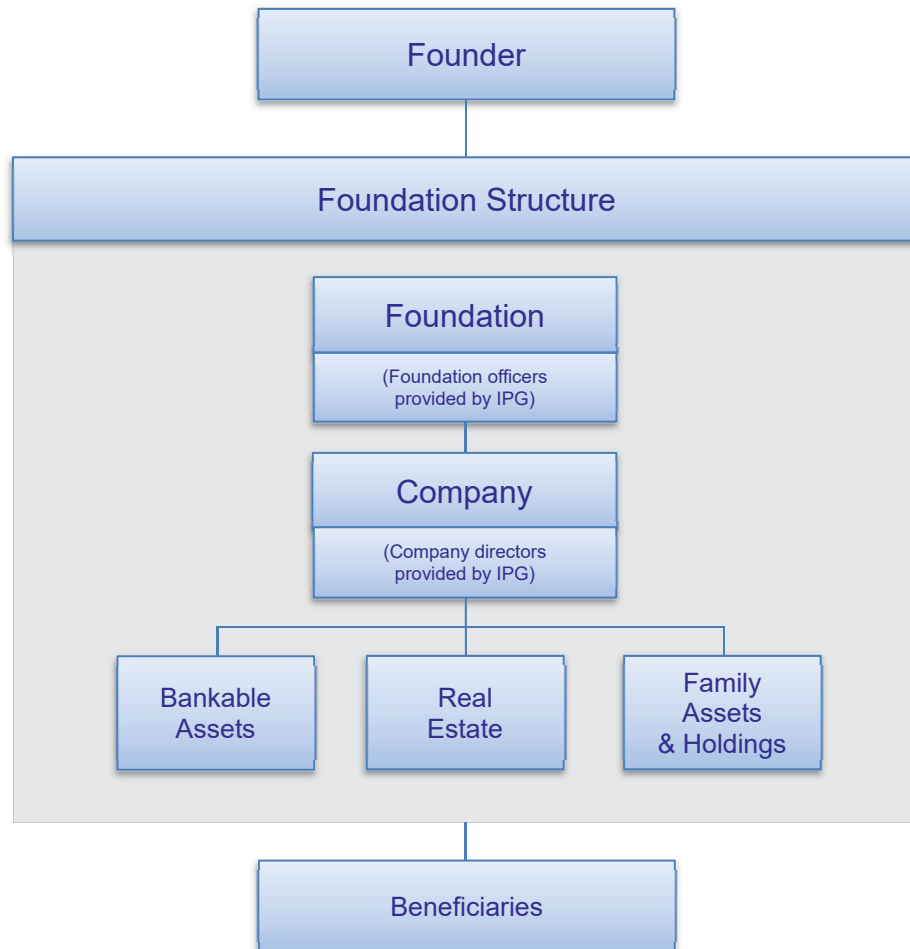 Founder
Foundation Structure
Foundation
(Foundation officers
provided by IPG)
Company
(Company directors
provided by IPG)
Bankable
Assets
Real
Estate
Family
Assets
& Holdings
Beneficiaries